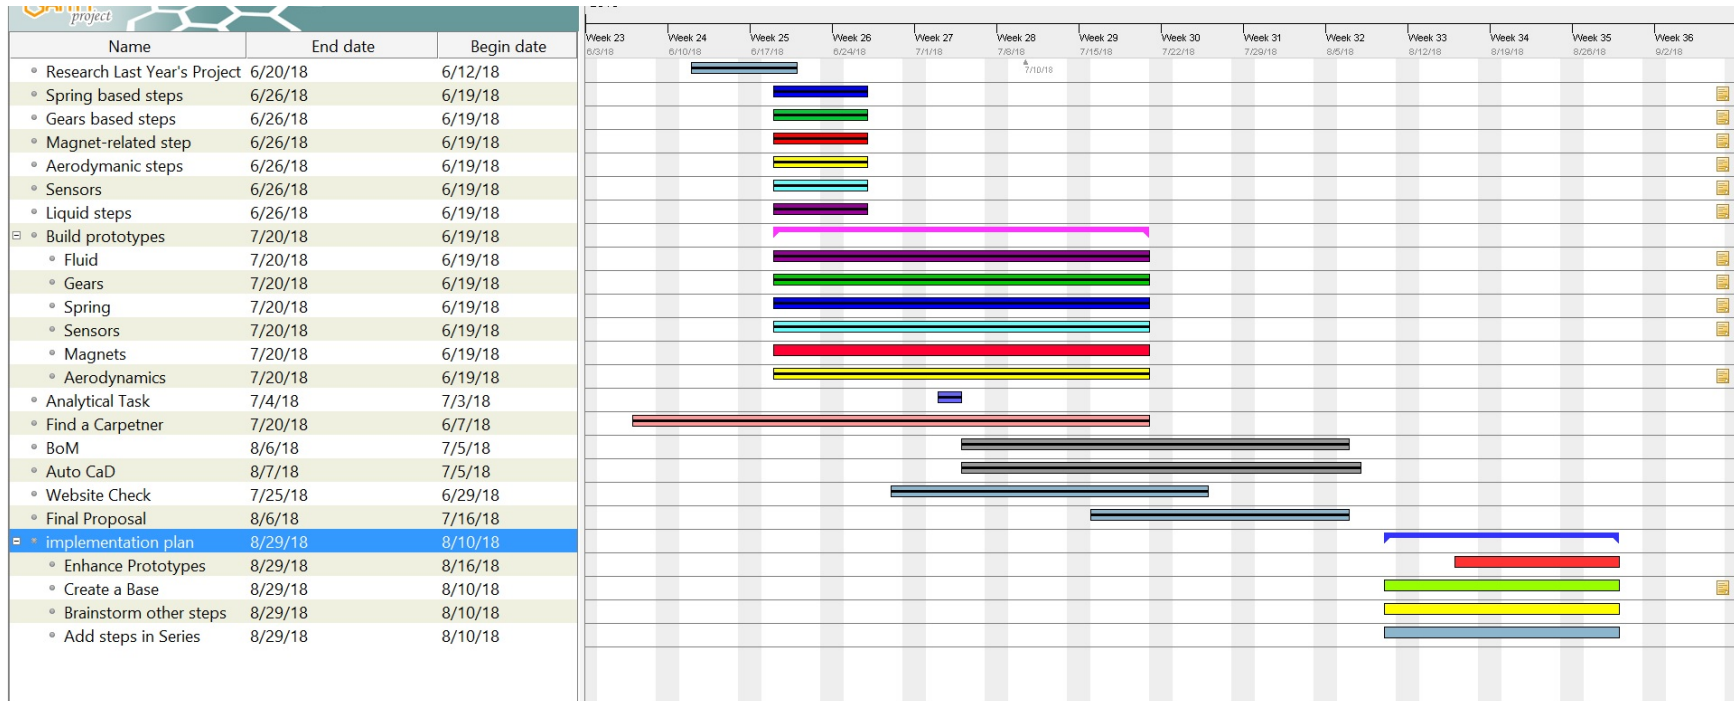 project
Name End date Begin date
Week 23 Week 24 Week 25 Week 26 Week 27 Week 28 Week 29 Week 30 Week 31 Week 32 Week 33 Week 34 Week 35 Week 36
6/3/18 6/10/18 6/17/18 6/24/18 7/1/18 7/8/18 7/15/18 7/22/18 7/29/18 8/5/18 8/12/18 8/19/18 8/26/18 9/2/18
Research Last Year's Project 6/20/18 6/12/18
7/10/18
Spring based steps 6/26/18 6/19/18
Gears based steps 6/26/18 6/19/18
Magnet-related step 6/26/18 6/19/18
Aerodymanic steps 6/26/18 6/19/18
Sensors 6/26/18 6/19/18
Liquid steps 6/26/18 6/19/18
Build prototypes 7/20/18 6/19/18
Fluid 7/20/18 6/19/18
Gears 7/20/18 6/19/18
Spring 7/20/18 6/19/18
Sensors 7/20/18 6/19/18
Magnets 7/20/18 6/19/18
Aerodynamics 7/20/18 6/19/18
Analytical Task 7/4/18 7/3/18
Find a Carpetner 7/20/18 6/7/18
BoM 8/6/18 7/5/18
Auto CaD 8/7/18 7/5/18
Website Check 7/25/18 6/29/18
Final Proposal 8/6/18 7/16/18
implementation plan 8/29/18 8/10/18
Enhance Prototypes 8/29/18 8/16/18
Create a Base 8/29/18 8/10/18
Brainstorm other steps 8/29/18 8/10/18
Add steps in Series 8/29/18 8/10/18